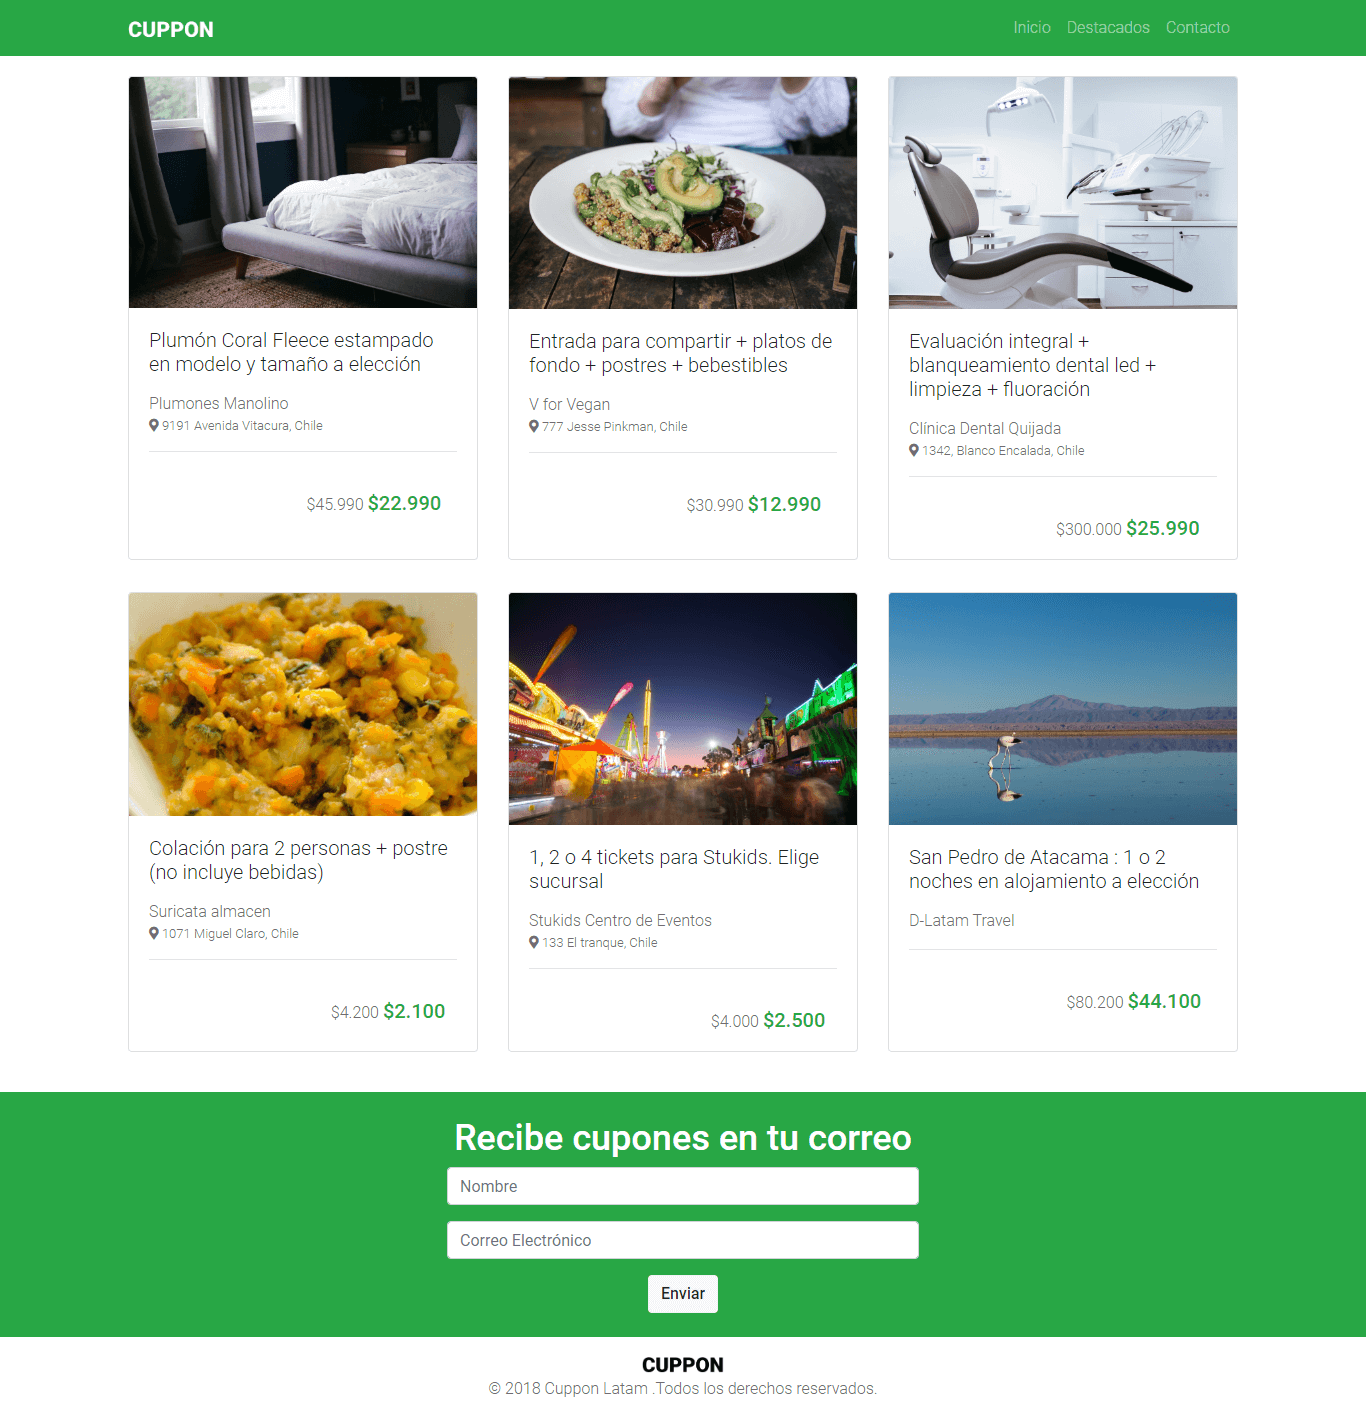 CUPPON
Inicio Destacados Contacto
Plumón Coral Fleece estampado
en modelo y tamaño a elección
Plumones Manolino
9191 Avenida Vitacura, Chile
$45.990 $22.990
Entrada para compartir + platos de
fondo + postres + bebestibles
V for Vegan
777 Jesse Pinkman, Chile
$30.990 $12.990
Evaluación integral +
blanqueamiento dental led +
limpieza + fluoración
Clínica Dental Quijada
1342, Blanco Encalada, Chile
$300.000 $25.990
Colación para 2 personas + postre
(no incluye bebidas)
Suricata almacen
1071 Miguel Claro, Chile
$4.200 $2.100
1, 2 o 4 tickets para Stukids. Elige
sucursal
Stukids Centro de Eventos
133 El tranque, Chile
$4.000 $2.500
San Pedro de Atacama : 1 o 2
noches en alojamiento a elección
D-Latam Travel
$80.200 $44.100
Recibe cupones en tu correo
Nombre
Correo Electrónico
Enviar
CUPPON
© 2018 Cuppon Latam .Todos los derechos reservados.